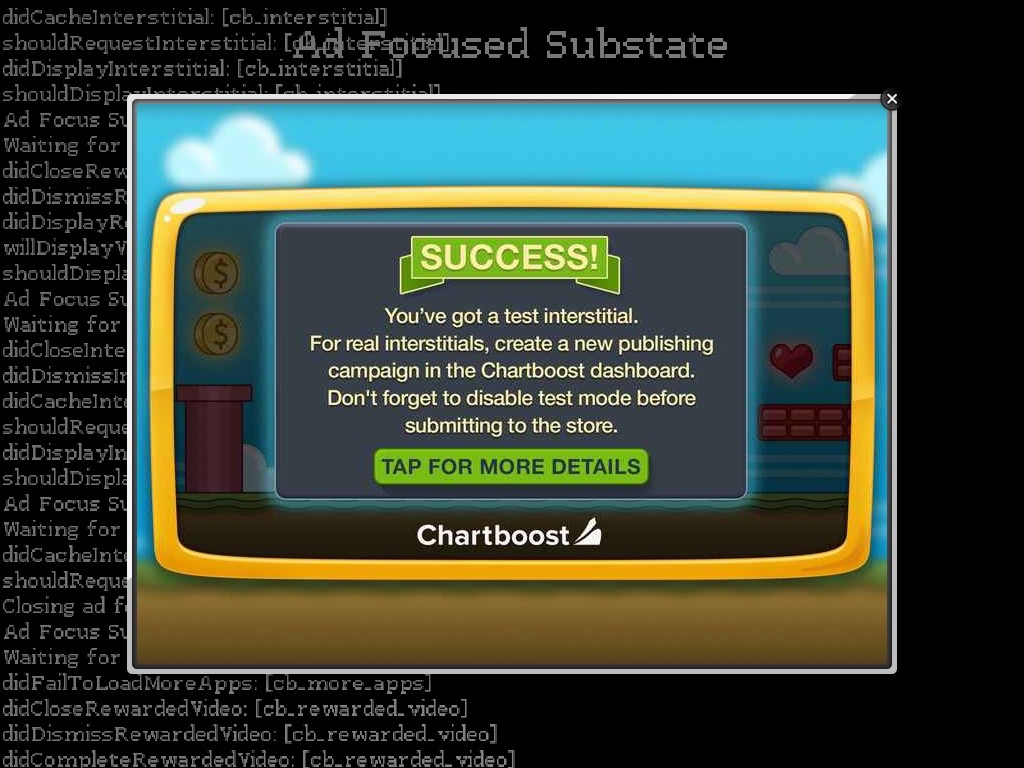 didCacheInterstitial: [cb_interstitial]
shouldRequestInterstitial: [cb_interstitial]
Ad Focused Substate
didDisplayInterstitial: [cb_interstitial]
shouldDisplayInterstitial: [cb_interstitial]
Ad Focus Su
Waiting for
didCloseRew
didDismissR
didDisplayRe
willDisplayV
shouldDispla
Ad Focus Su
Waiting for
didCloseInte
didDismissIn
didCacheInte
shouldReque
didDisplayIn
shouldDispla
Ad Focus Su
Waiting for
didCacheInte
shouldReque
Closing ad fo
Ad Focus Su
Waiting for
didFailToLoadMoreApps: [cb_more_apps]
didCloseRewardedVideo: [cb_rewarded_video]
didDismissRewardedVideo: [cb_rewarded_video]
didCompleteRewardedVideo: [cb_rewarded_video]
SUCCESS!
You've got a test interstitial.
For real interstitials, create a new publishing
campaign in the Chartboost dashboard.
Don't forget to disable test mode before
submitting to the store.
TAP FOR MORE DETAILS
Chartboost